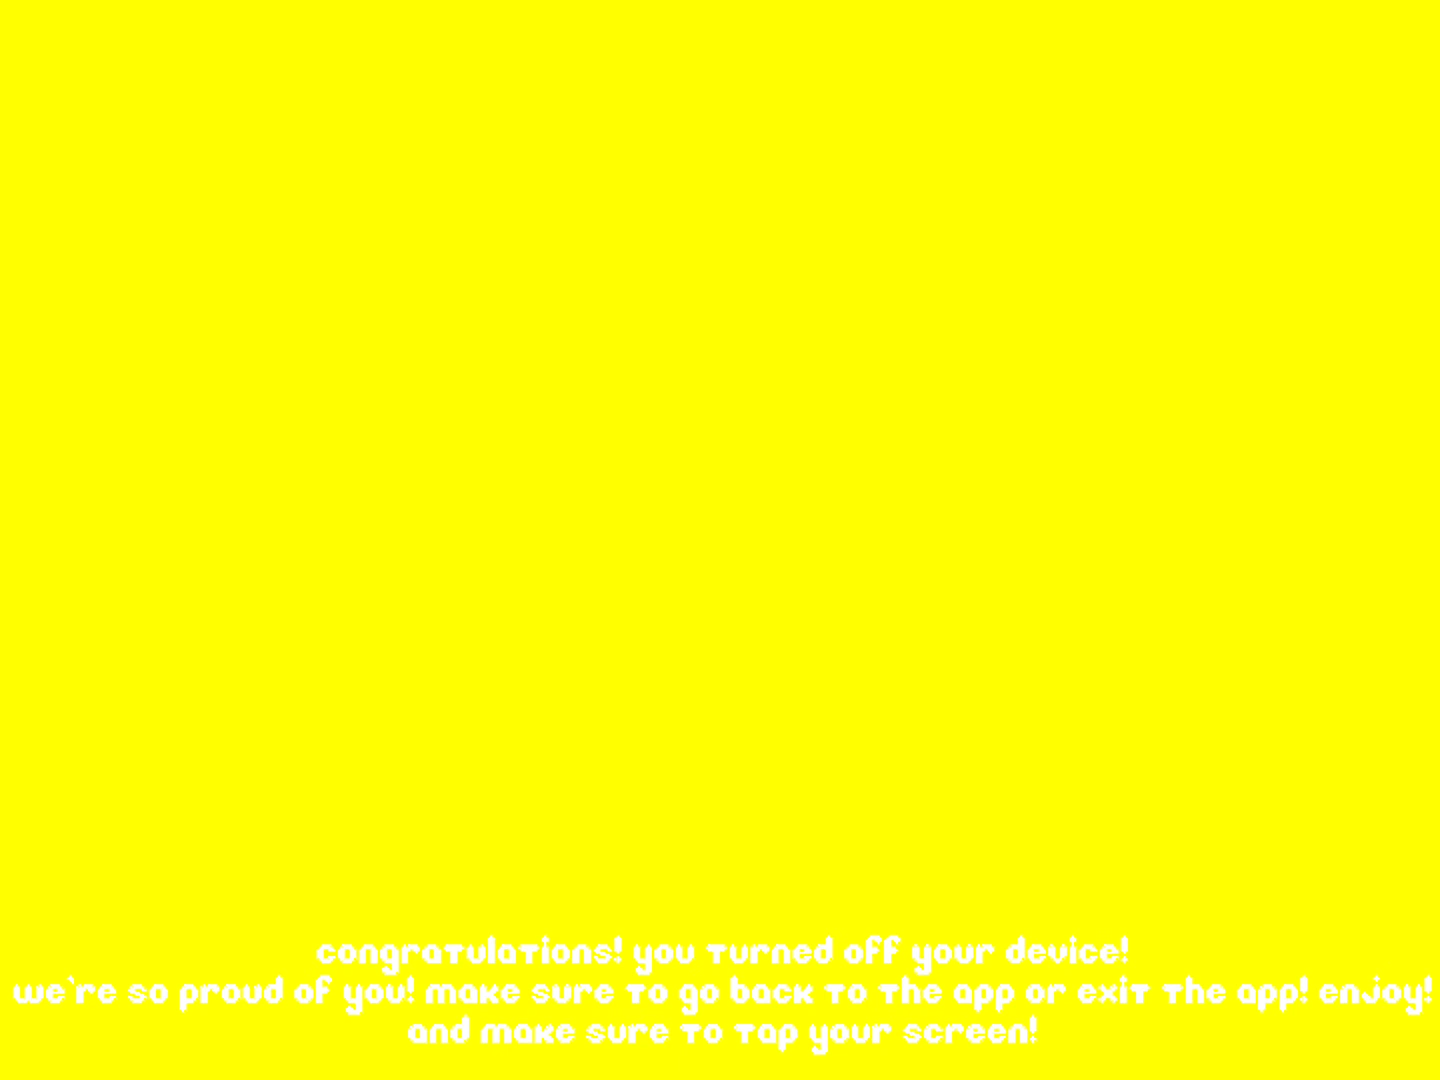 congratulations! you turned off your device!
we're so proud of you! make sure to go back to the app or exit the app! enjoy!
and make sure to tap your screen!